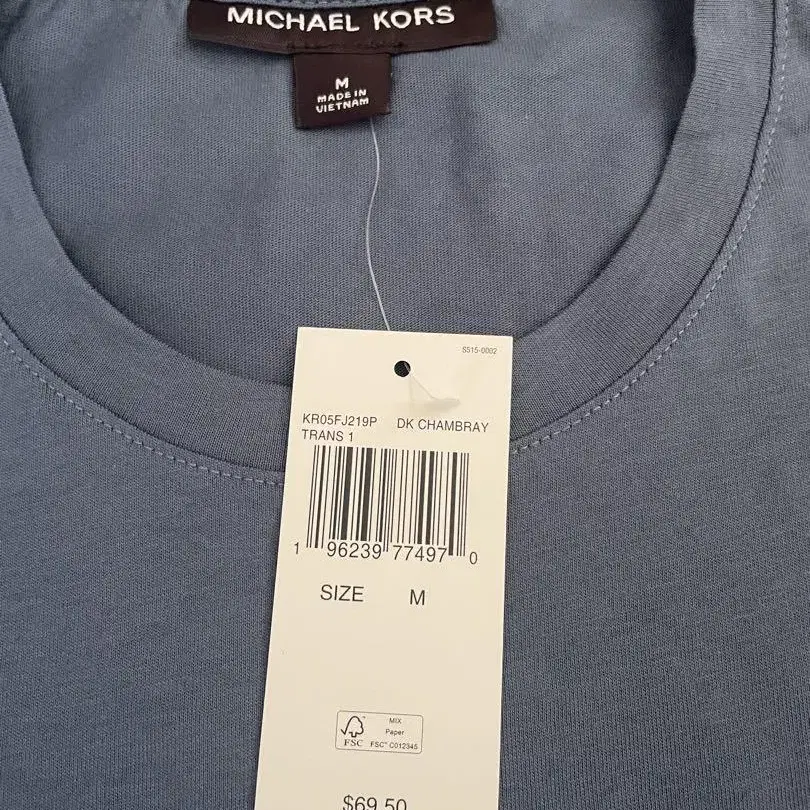 MICHAEL KORS
M
MADE IN
VIETNAM
S515-0002
KR05FJ219P DK CHAMBRAY
TRANS 1
1 96239 77497 0
SIZE M
MIX
Paper
FSC FSC® C012345
$69.50